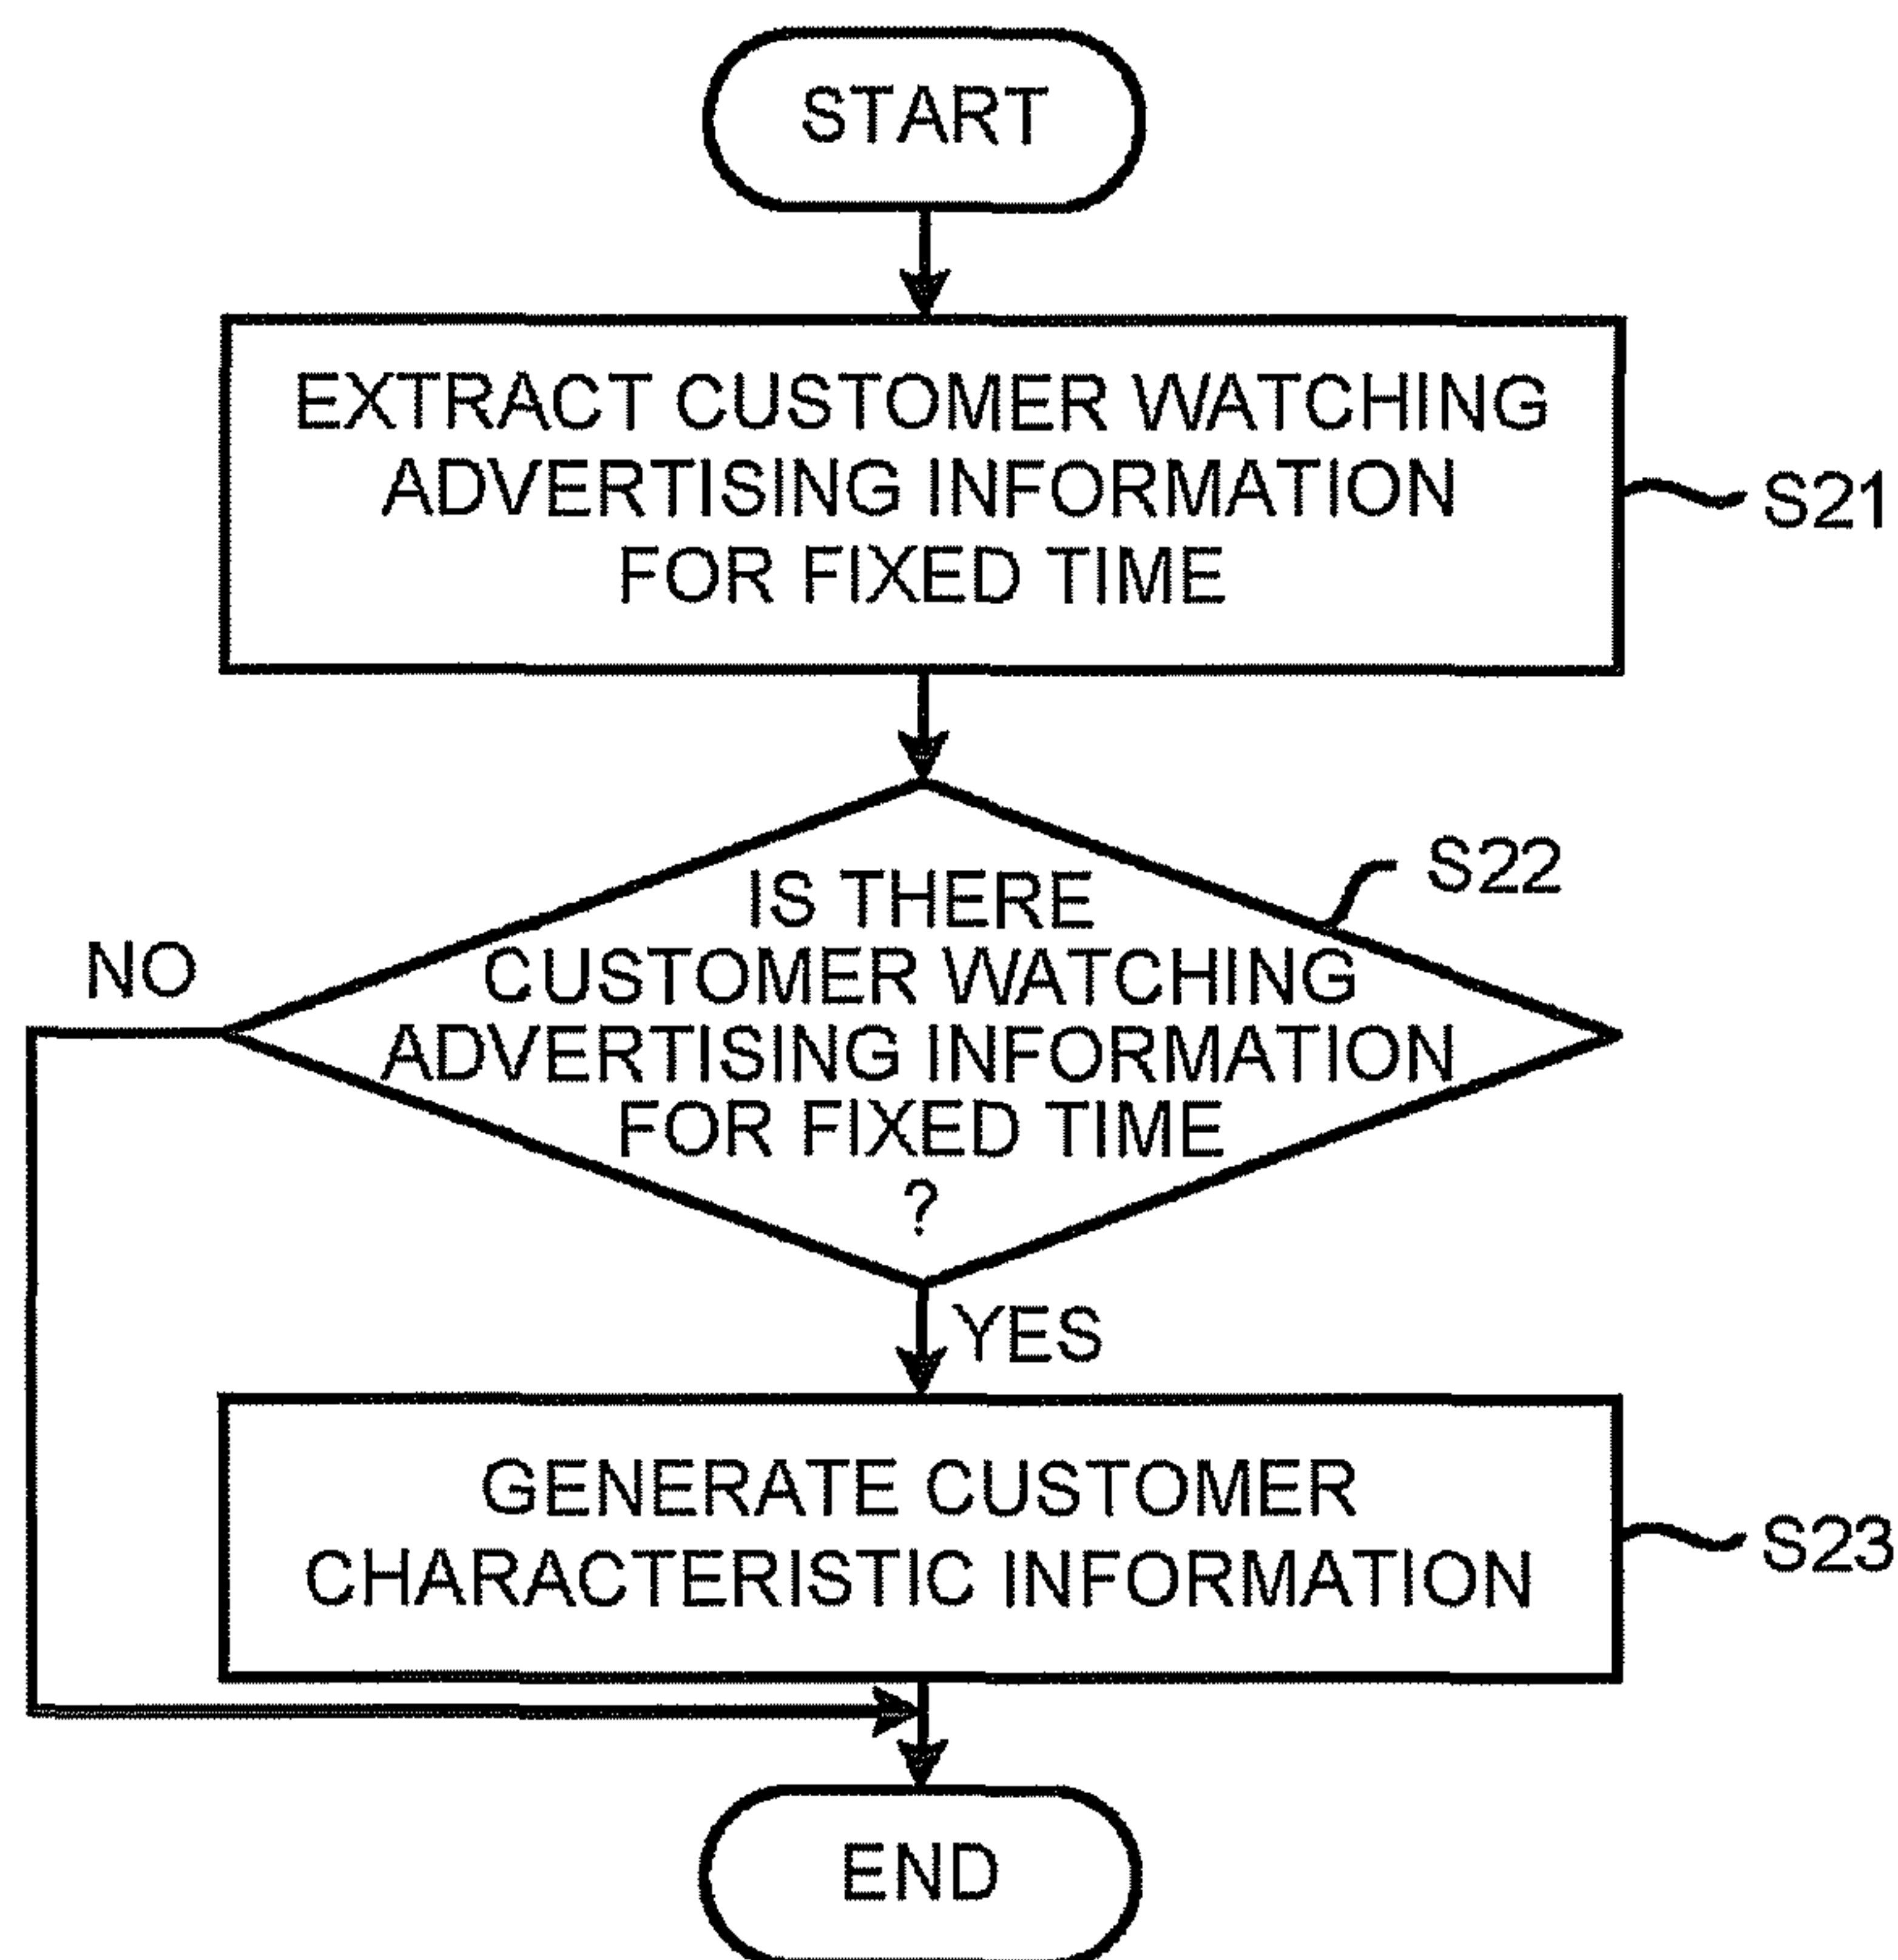 START
EXTRACT CUSTOMER WATCHING
ADVERTISING INFORMATION
FOR FIXED TIME
S21
S22
IS THERE
CUSTOMER WATCHING
ADVERTISING INFORMATION
FOR FIXED TIME
?
NO
YES
GENERATE CUSTOMER
CHARACTERISTIC INFORMATION
S23
END